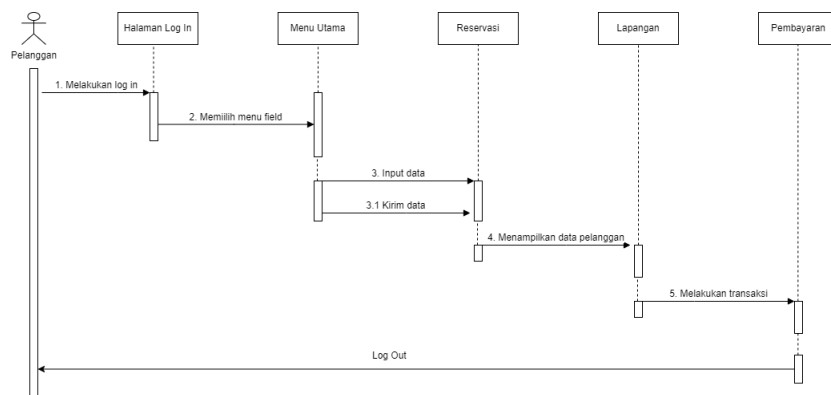 Halaman Log In
Menu Utama
Reservasi
Lapangan
Pembayaran
Pelanggan
1. Melakukan log in
2. Memiilih menu field
3. Input data
3.1 Kirim data
4. Menampilkan data pelanggan
5. Melakukan transaksi
Log Out